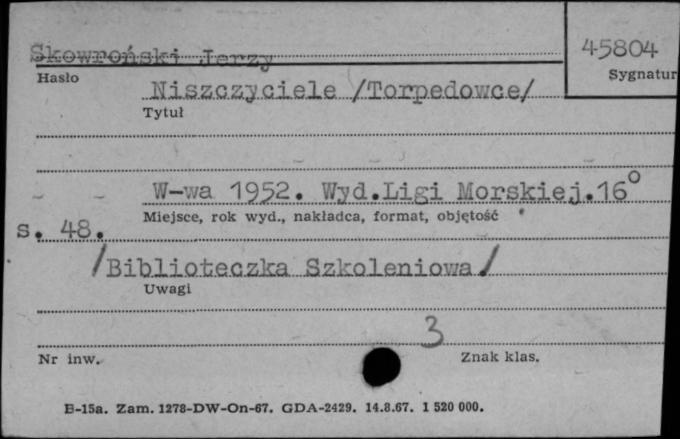 45804
Skowroński Jerzy
Hasło
Sygnatur
Niszczyciele /Torpedowce/
Tytuł
W-wa 1952. Wyd.Ligi Morskiej.16°
Miejsce, rok wyd., nakładca, format, objętość
s. 48.
/Biblioteczka Szkoleniowa/
Uwagi
3
Nr inw.
Znak klas.
B-15a. Zam. 1278-DW-On-67. GDA-2429. 14.8.67. 1 520 000.